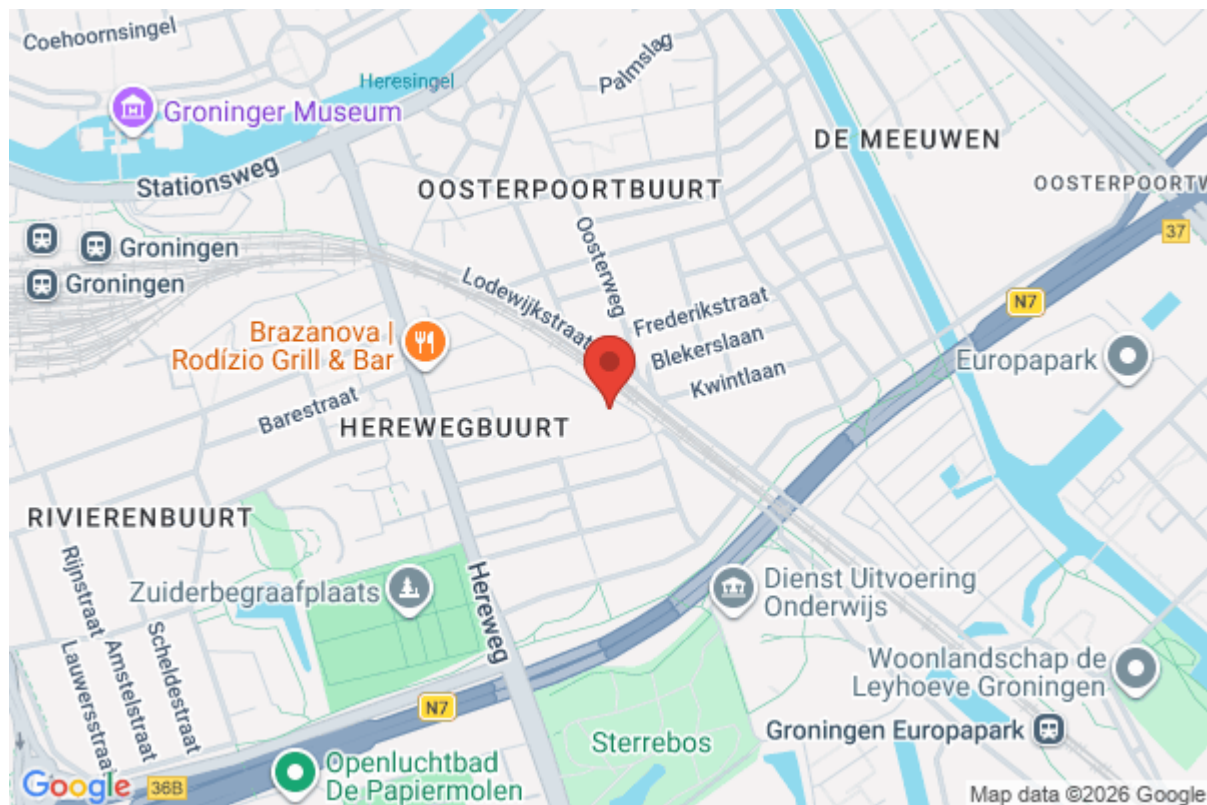 Coehoornsingel
Palmslag
Heresingel
Groninger Museum
DE MEEUWEN
Stationsweg
OOSTERPOORTBUURT
OOSTERPOORTW
37
Oosterweg
Groningen
Groningen
Lodewijkstraat
Frederikstraat
N7
Brazanova |
Rodízio Grill & Bar
Blekerslaan
Europapark
Kwintlaan
Barestraat
HEREWEGBUURT
RIVIERENBUURT
Rijnstraat
Zuiderbegraafplaats
Hereweg
Dienst Uitvoering
Onderwijs
Scheldestraat
Amstelstraat
Lauwersstraat
Woonlandschap de
Leyhoeve Groningen
N7
Sterrebos
Groningen Europapark
Openluchtbad
De Papiermolen
Google
36B
Map data ©2026 Google